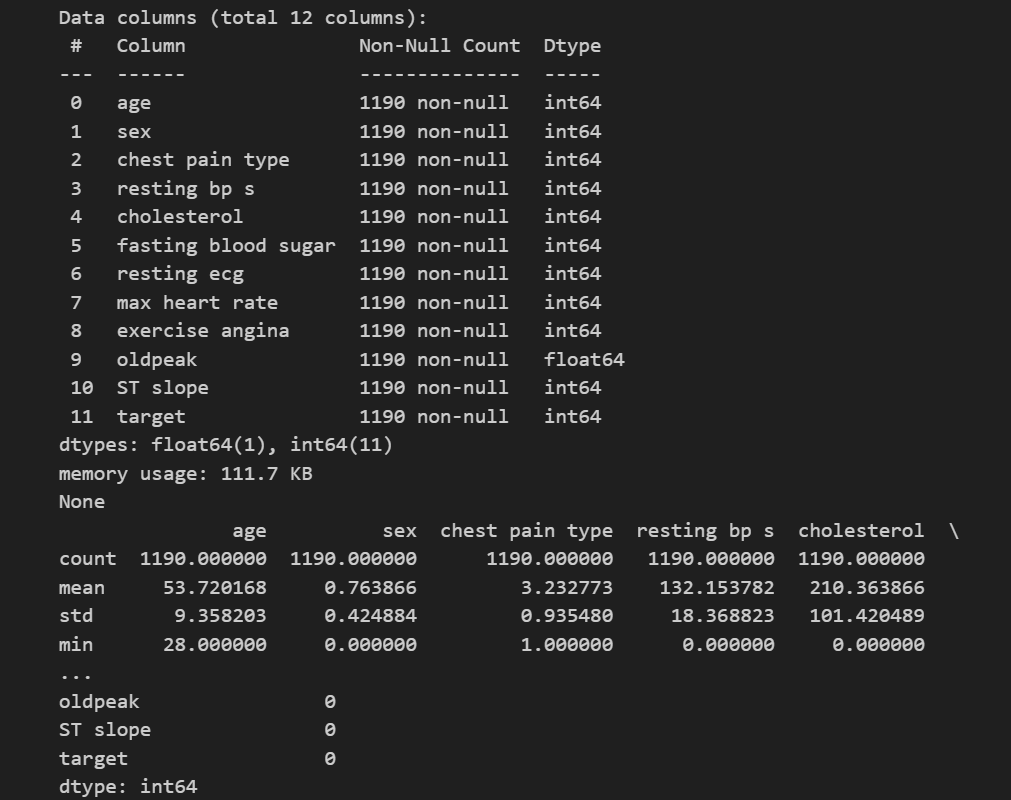 Data columns (total 12 columns):
 #   Column               Non-Null Count  Dtype
---  ------               --------------  -----
 0   age                  1190 non-null   int64
 1   sex                  1190 non-null   int64
 2   chest pain type      1190 non-null   int64
 3   resting bp s         1190 non-null   int64
 4   cholesterol          1190 non-null   int64
 5   fasting blood sugar  1190 non-null   int64
 6   resting ecg          1190 non-null   int64
 7   max heart rate       1190 non-null   int64
 8   exercise angina      1190 non-null   int64
 9   oldpeak              1190 non-null   float64
 10  ST slope             1190 non-null   int64
 11  target               1190 non-null   int64
dtypes: float64(1), int64(11)
memory usage: 111.7 KB
None
               age          sex  chest pain type  resting bp s  cholesterol  \
count  1190.000000  1190.000000      1190.000000   1190.000000  1190.000000
mean     53.720168     0.763866         3.232773    132.153782   210.363866
std       9.358203     0.424884         0.935480     18.368823   101.420489
min      28.000000     0.000000         1.000000      0.000000     0.000000
...
oldpeak                0
ST slope               0
target                 0
dtype: int64